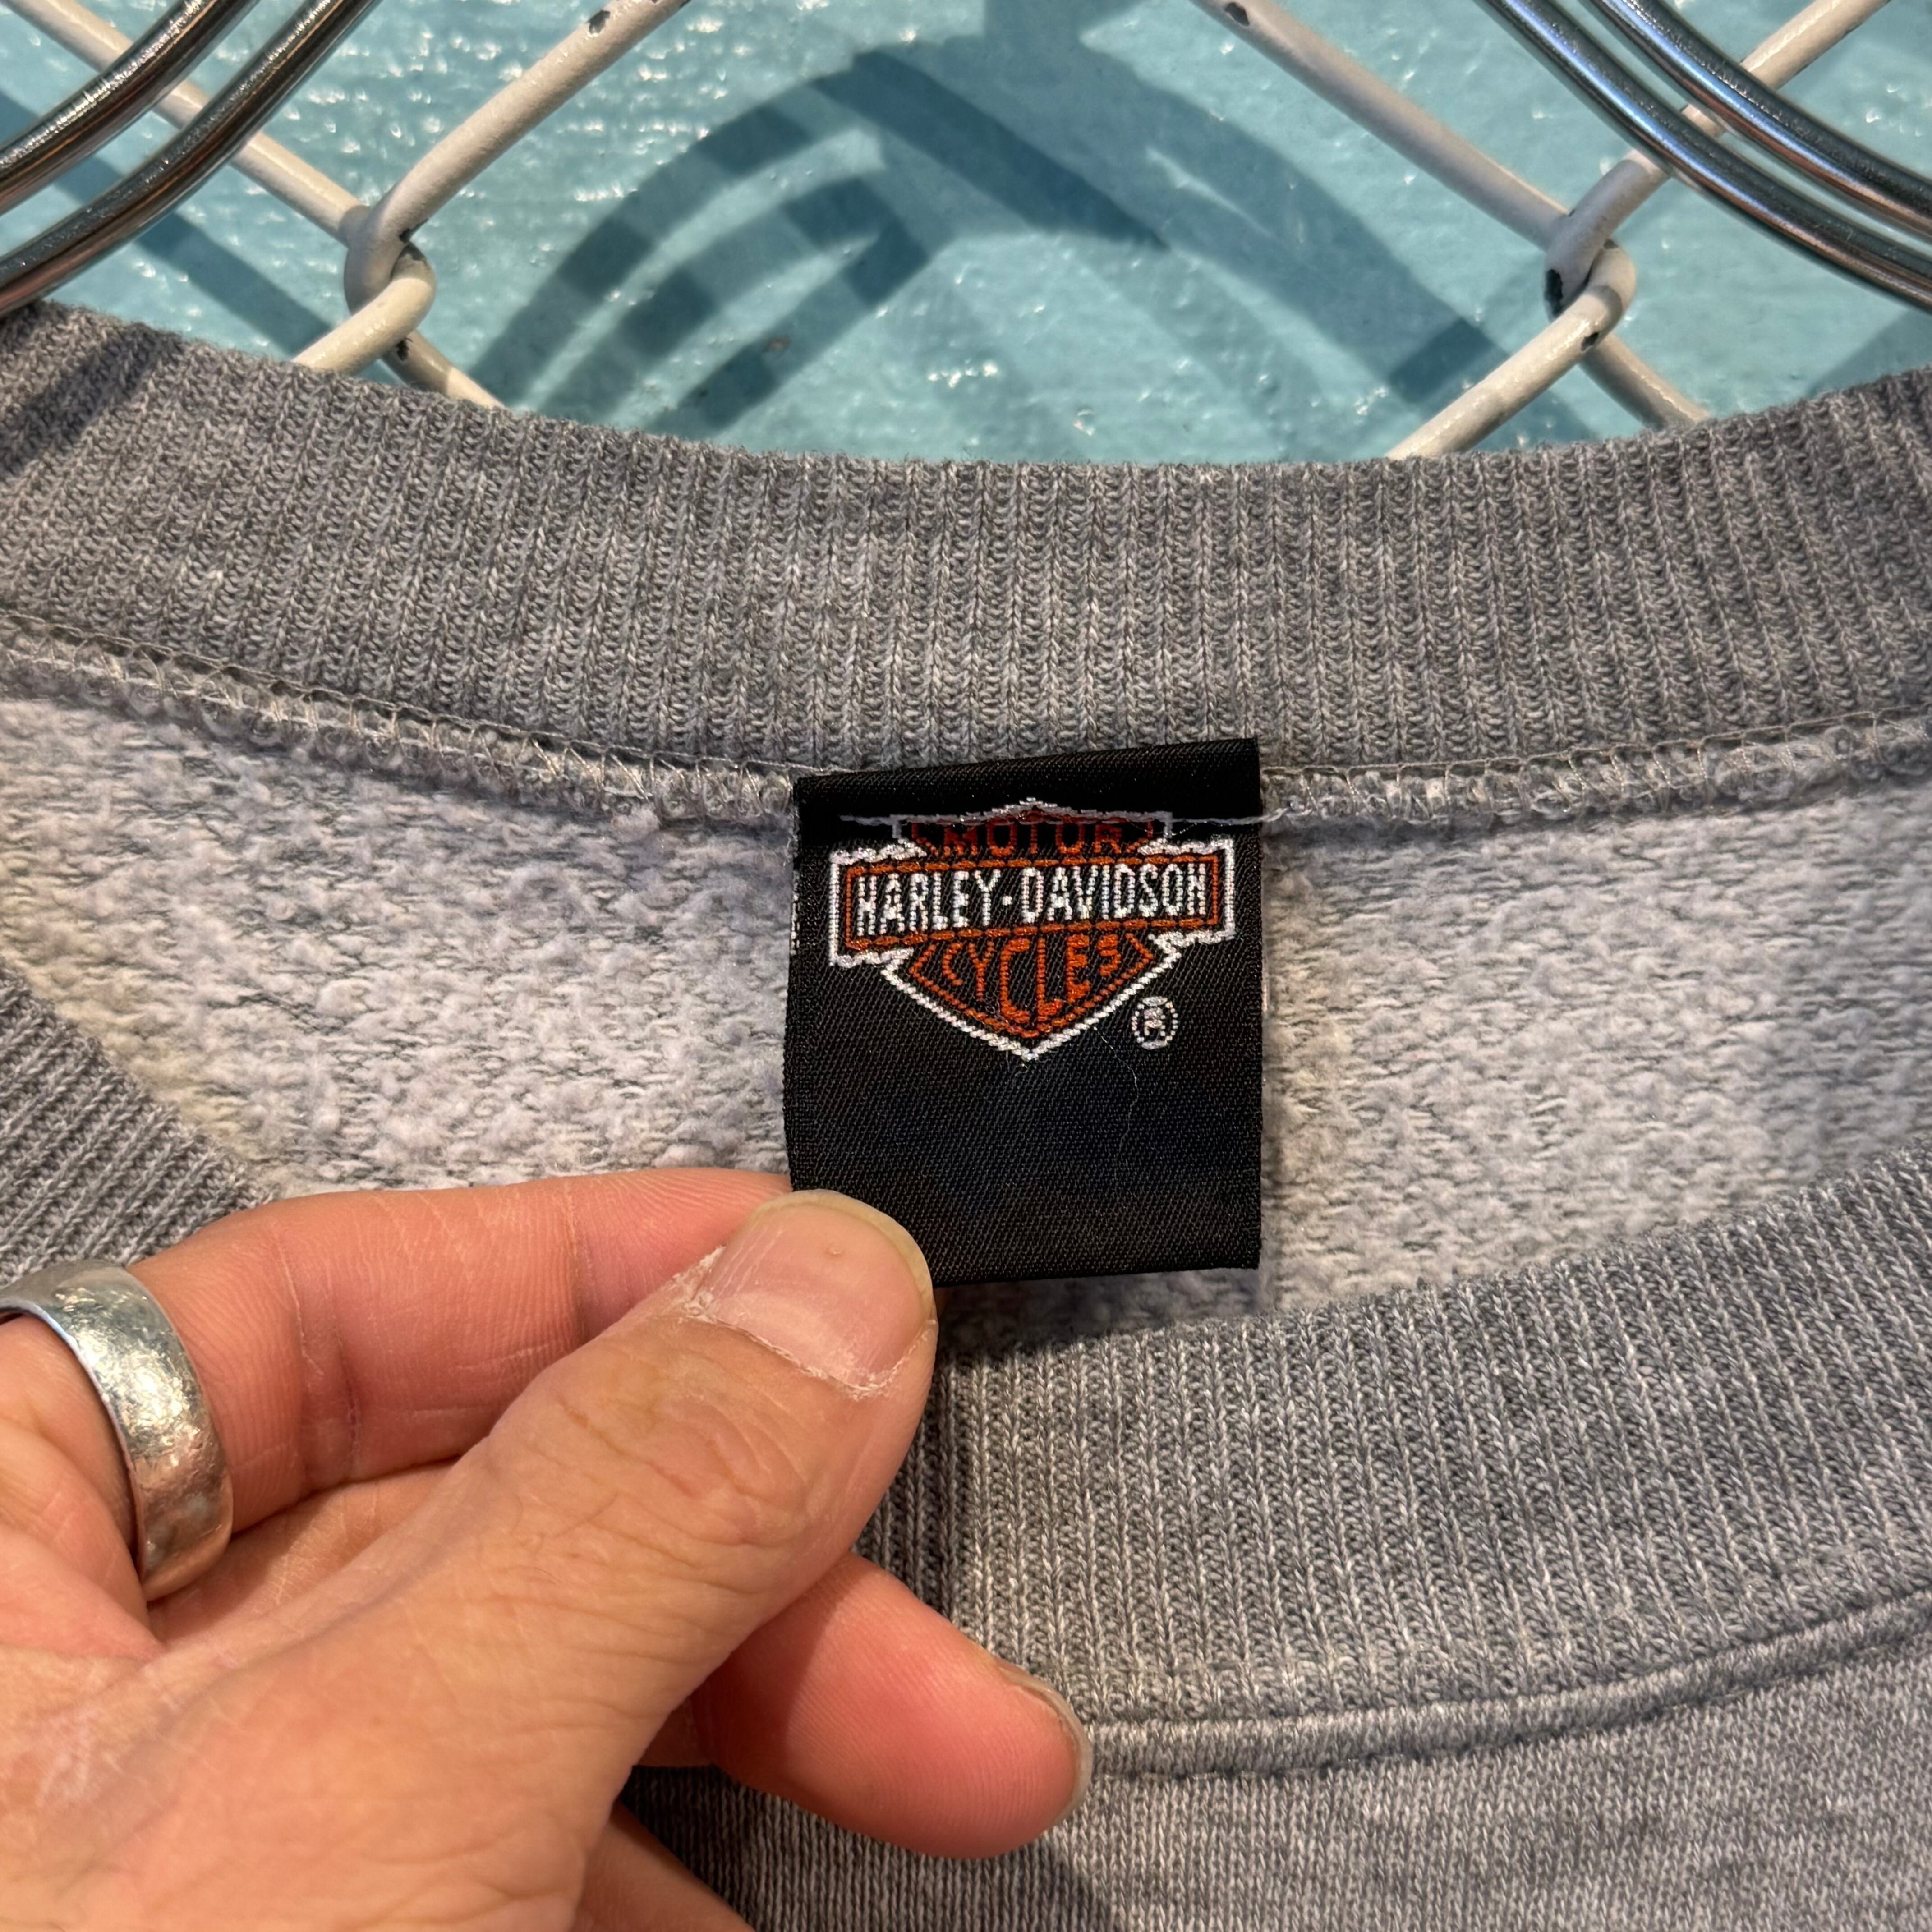 MOTOR
HARLEY-DAVIDSON
CYCLES
®